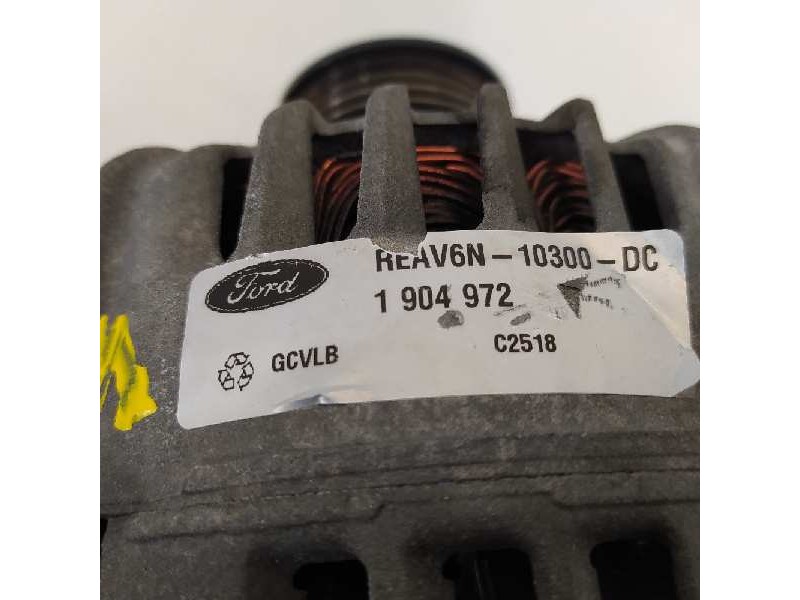 Ford
REAV6N-10300-DC
1 904 972
GCVLB
C2518